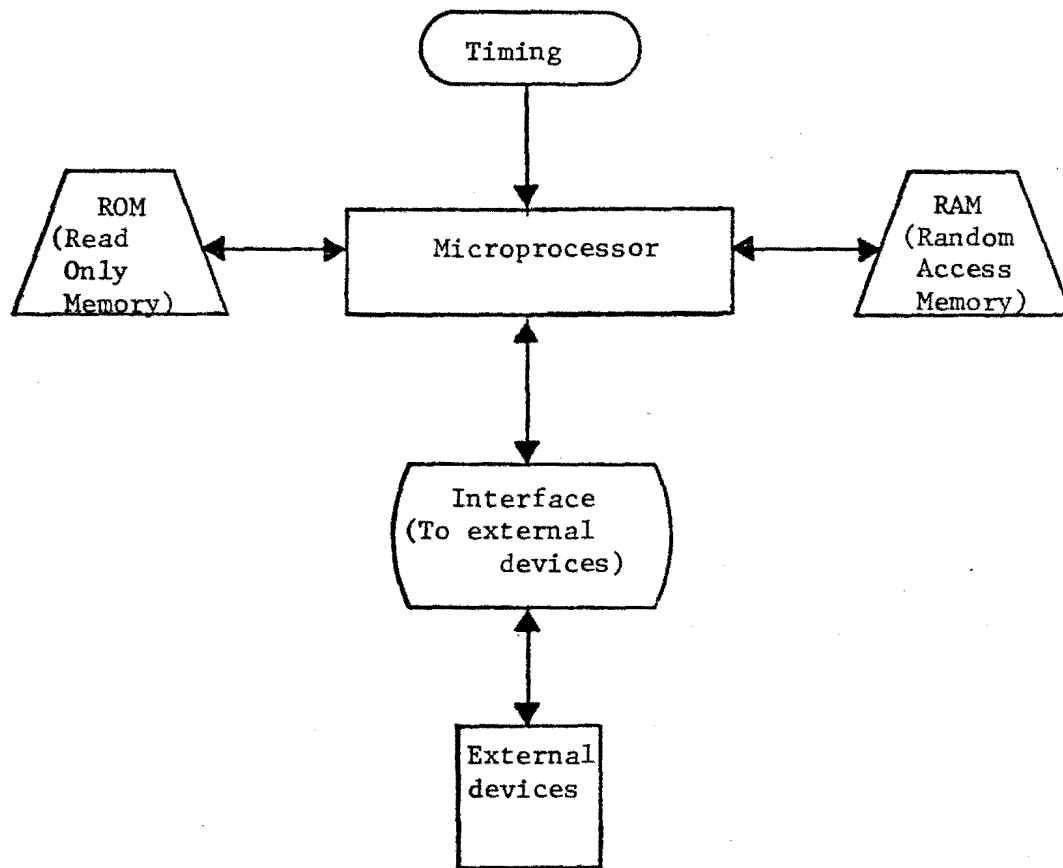 Timing
ROM
(Read
Only
Memory)
Microprocessor
RAM
(Random
Access
Memory)
Interface
(To external
devices)
External
devices